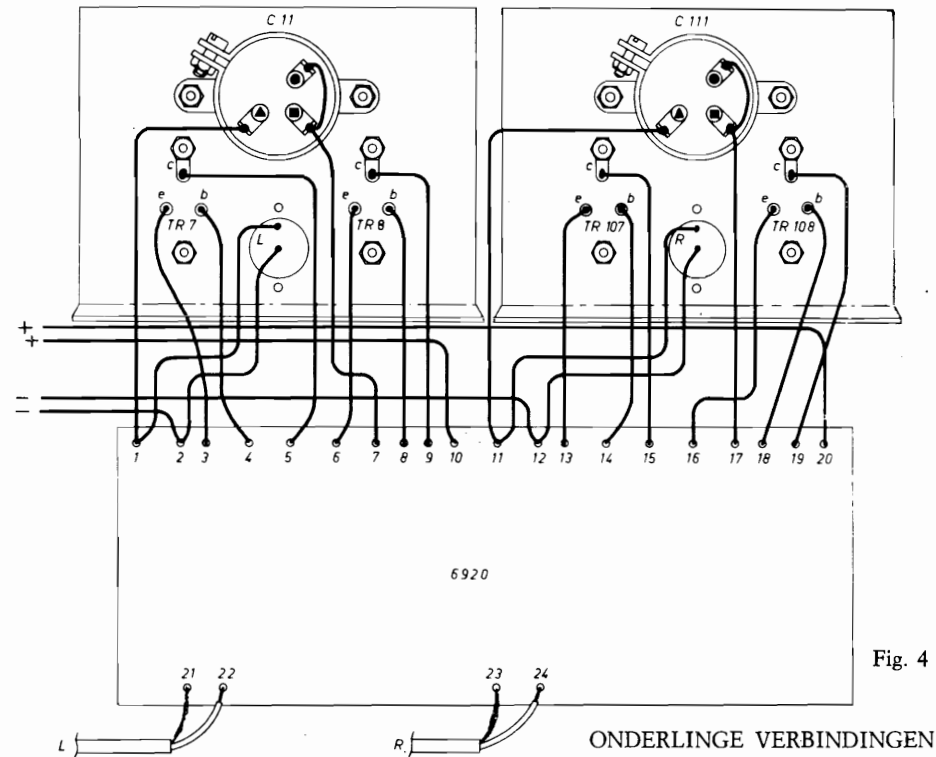 C 11
C 111
c
c
c
c
e
b
e
b
e
b
e
b
TR 7
L
TR 8
TR 107
R
TR 108
+
+
−
−
1 2 3 4 5 6 7 8 9 10 11 12 13 14 15 16 17 18 19 20
6920
21 22 23 24
Fig. 4
L
R.
ONDERLINGE VERBINDINGEN